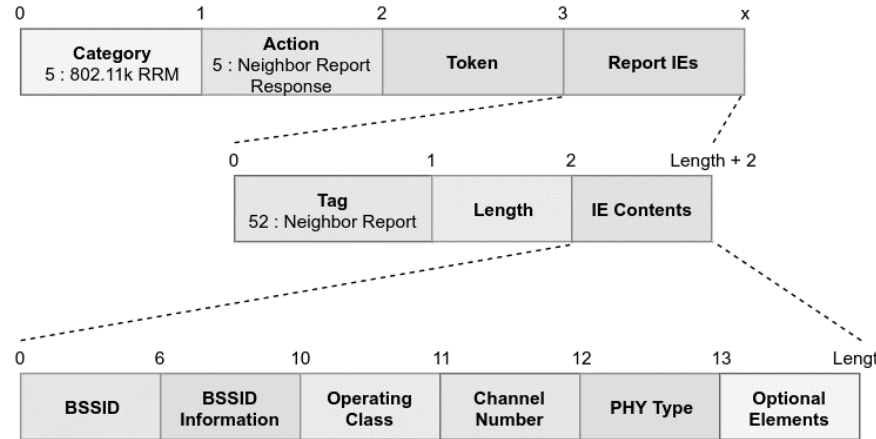 0 1 2 3 x
Category
5 : 802.11k RRM
Action
5 : Neighbor Report
Response
Token
Report IEs
0 1 2 Length + 2
Tag
52 : Neighbor Report
Length
IE Contents
0 6 10 11 12 13 Lengt
BSSID
BSSID
Information
Operating
Class
Channel
Number
PHY Type
Optional
Elements